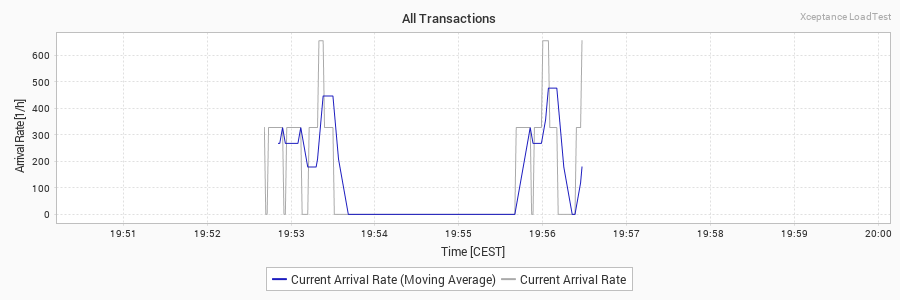 All Transactions
Xceptance LoadTest
Arrival Rate [1/h]
600
500
400
300
200
100
0
19:51 19:52 19:53 19:54 19:55 19:56 19:57 19:58 19:59 20:00
Time [CEST]
Current Arrival Rate (Moving Average) Current Arrival Rate